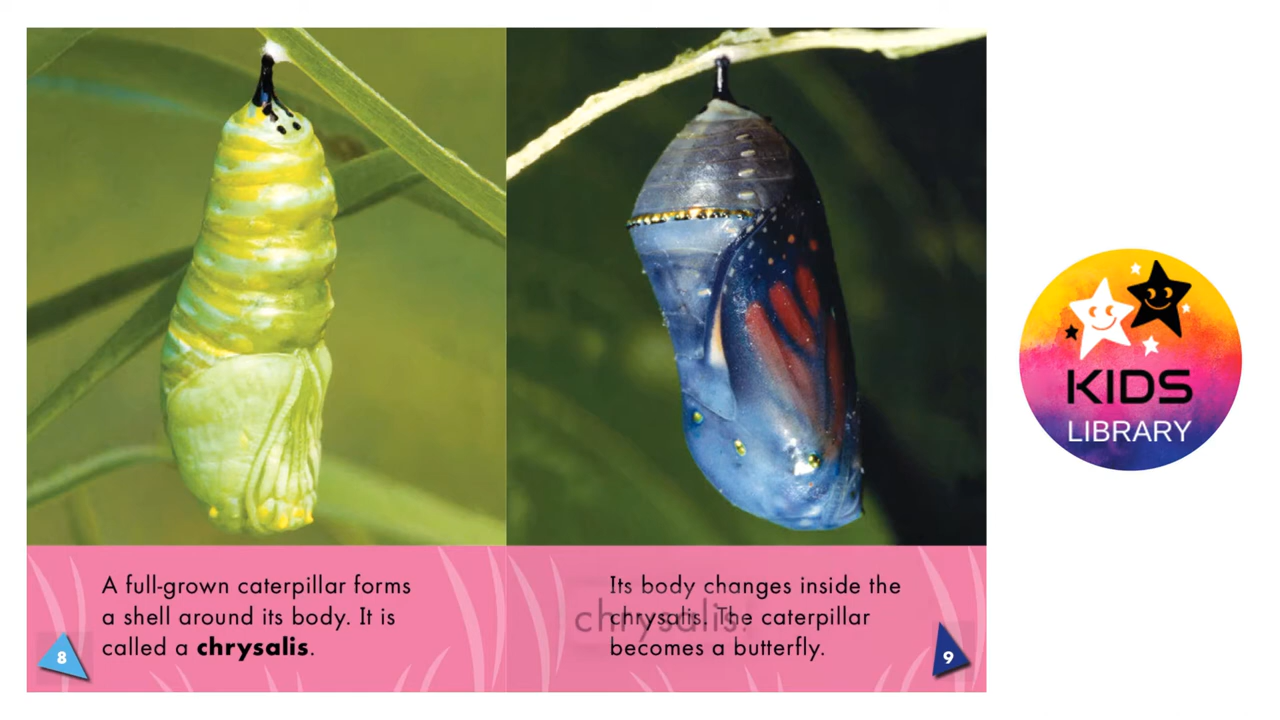 A full-grown caterpillar forms
a shell around its body. It is
called a chrysalis.
8
Its body changes inside the
chrysalis. The caterpillar
becomes a butterfly.
chrysalis.
9
KIDS
LIBRARY